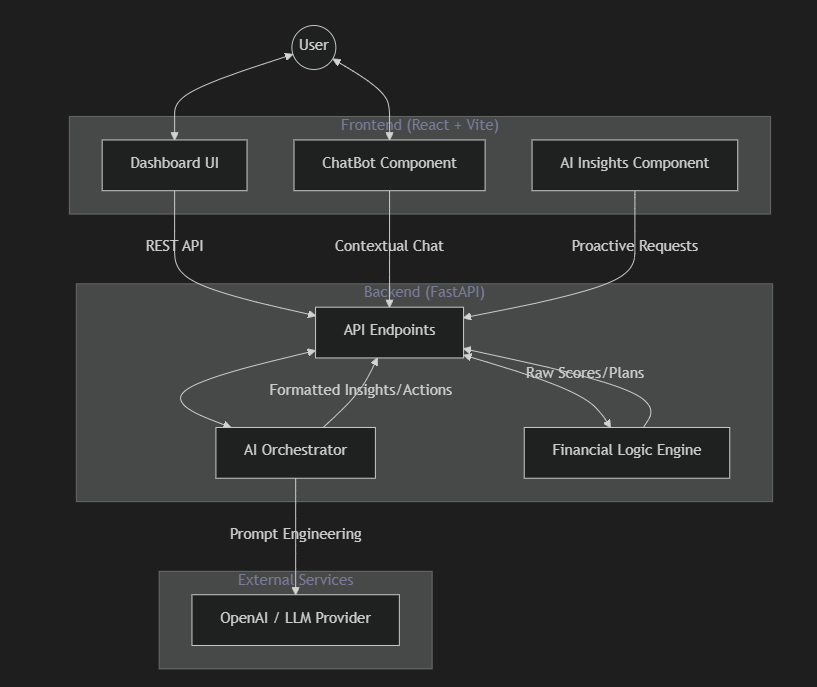 User
Frontend (React + Vite)
Dashboard UI
ChatBot Component
AI Insights Component
REST API
Contextual Chat
Proactive Requests
Backend (FastAPI)
API Endpoints
Raw Scores/Plans
Formatted Insights/Actions
AI Orchestrator
Financial Logic Engine
Prompt Engineering
External Services
OpenAI / LLM Provider